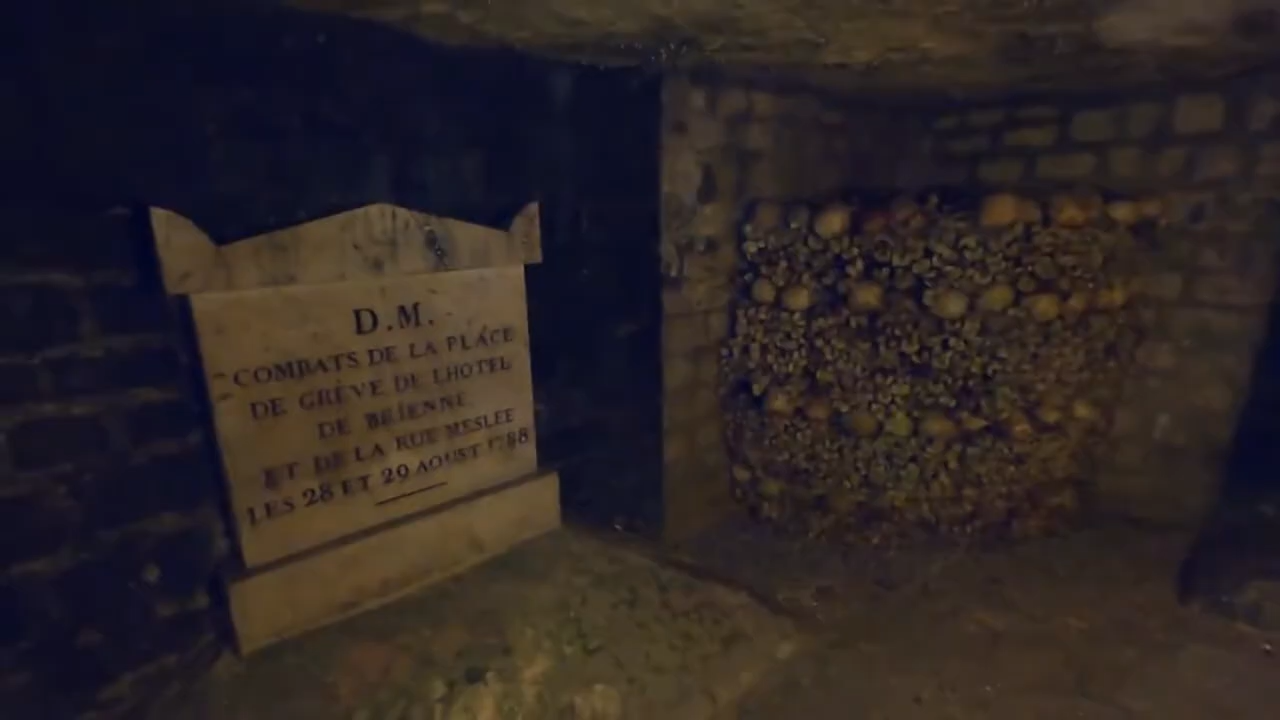 D.M.
COMBATS DE LA PLACE
DE GRÈVE DE LHOTEL
DE BRIENNE
ET DE LA RUE MESLEE
LES 28 ET 29 AOUST 1788